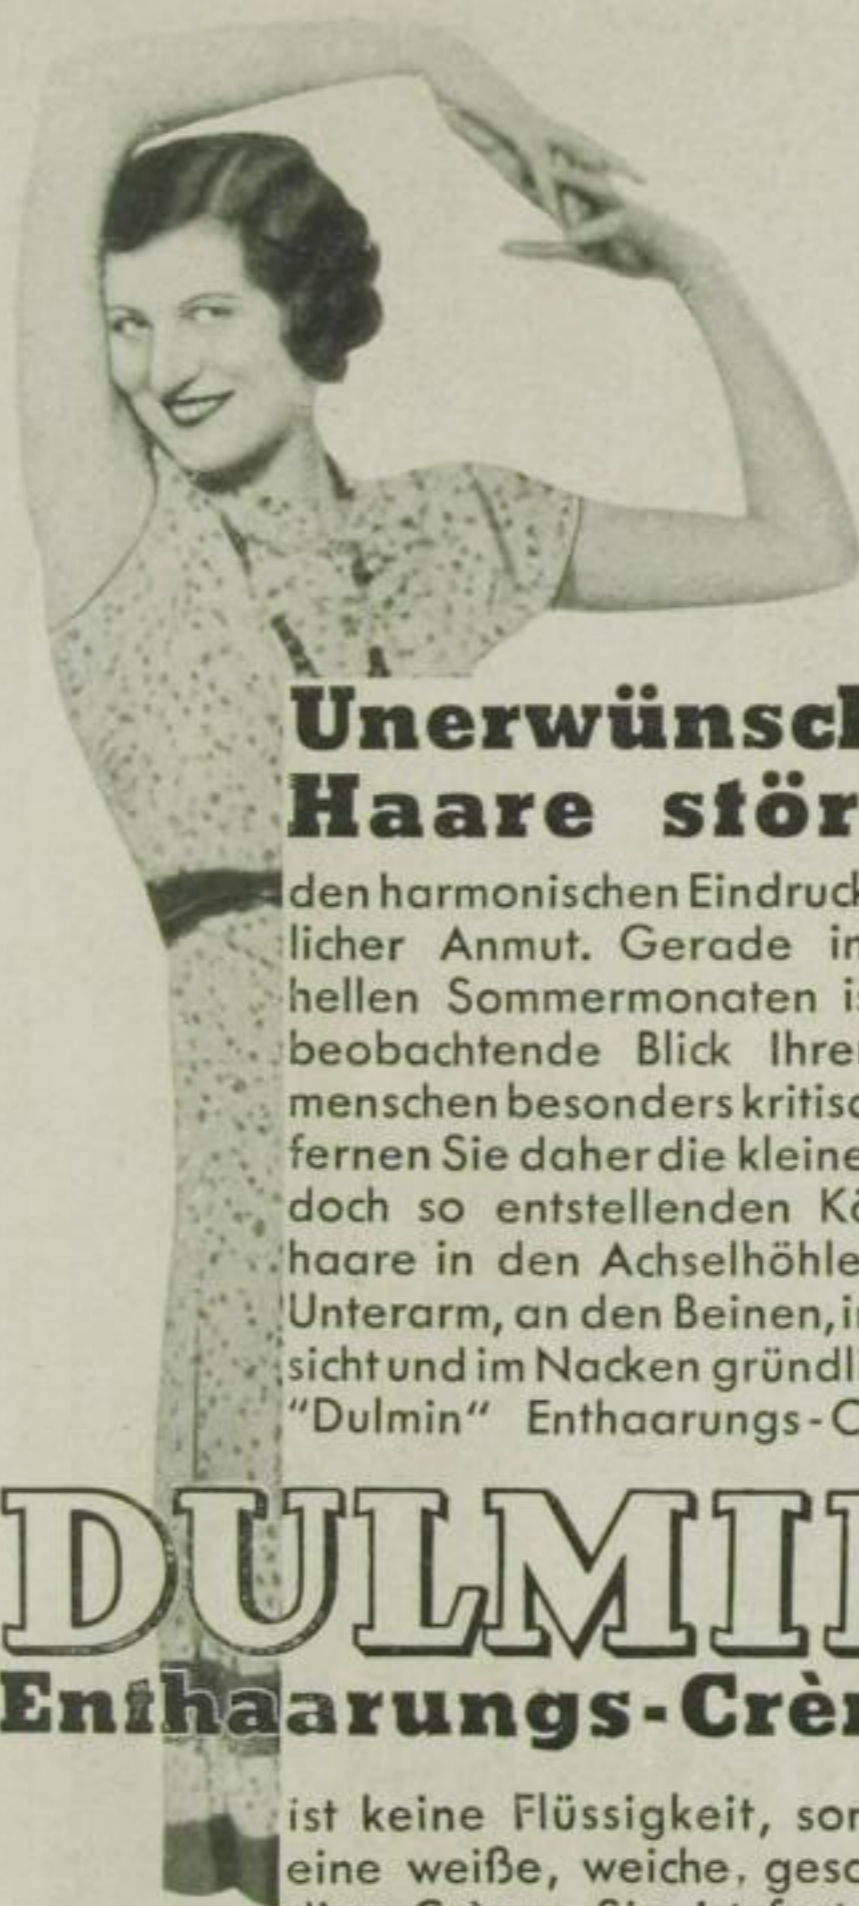 Unerwünsch
Haare stör
den harmonischen Eindruck
licher Anmut. Gerade in
hellen Sommermonaten is
beobachtende Blick Ihrer
menschen besonders kritisc
fernen Sie daher die kleine
doch so entstellenden Kö
haare in den Achselhöhle
Unterarm, an den Beinen, in
sicht und im Nacken gründli
“Dulmin“ Enthaarungs-C
DULMI
Enthaarungs-Crè
ist keine Flüssigkeit, son
eine weiße, weiche, gesc